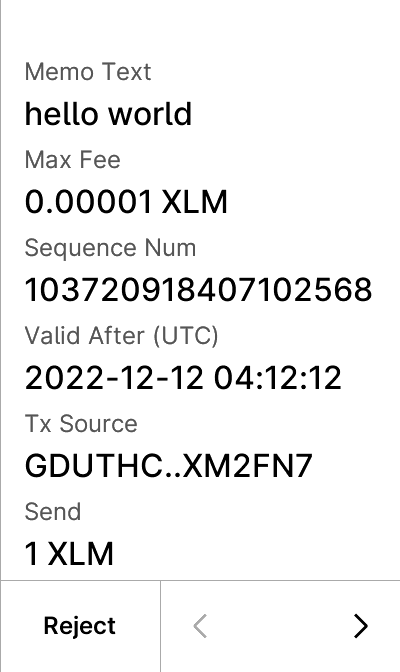 Memo Text
hello world
Max Fee
0.00001 XLM
Sequence Num
103720918407102568
Valid After (UTC)
2022-12-12 04:12:12
Tx Source
GDUTHC..XM2FN7
Send
1 XLM
Reject